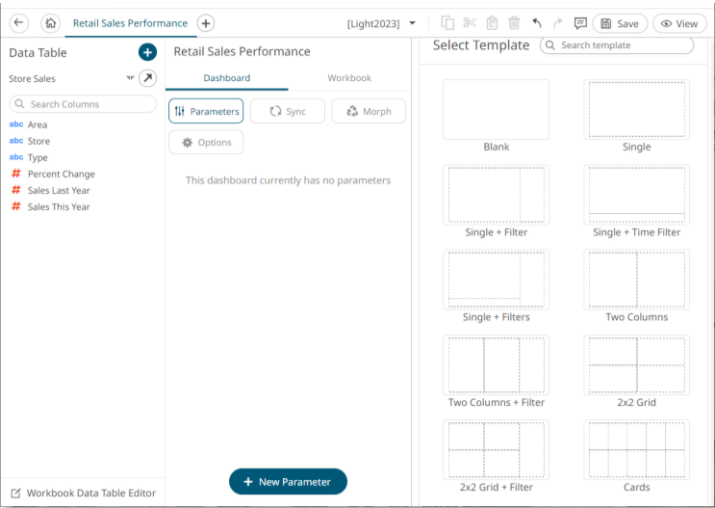 Retail Sales Performance
[Light2023]
Save
View
Data Table
Store Sales
Search Columns
abc Area
abc Store
abc Type
# Percent Change
# Sales Last Year
# Sales This Year
Workbook Data Table Editor
Retail Sales Performance
Dashboard
Workbook
Parameters
Sync
Morph
Options
This dashboard currently has no parameters
+ New Parameter
Select Template
Search template
Blank
Single
Single + Filter
Single + Time Filter
Single + Filters
Two Columns
Two Columns + Filter
2x2 Grid
2x2 Grid + Filter
Cards